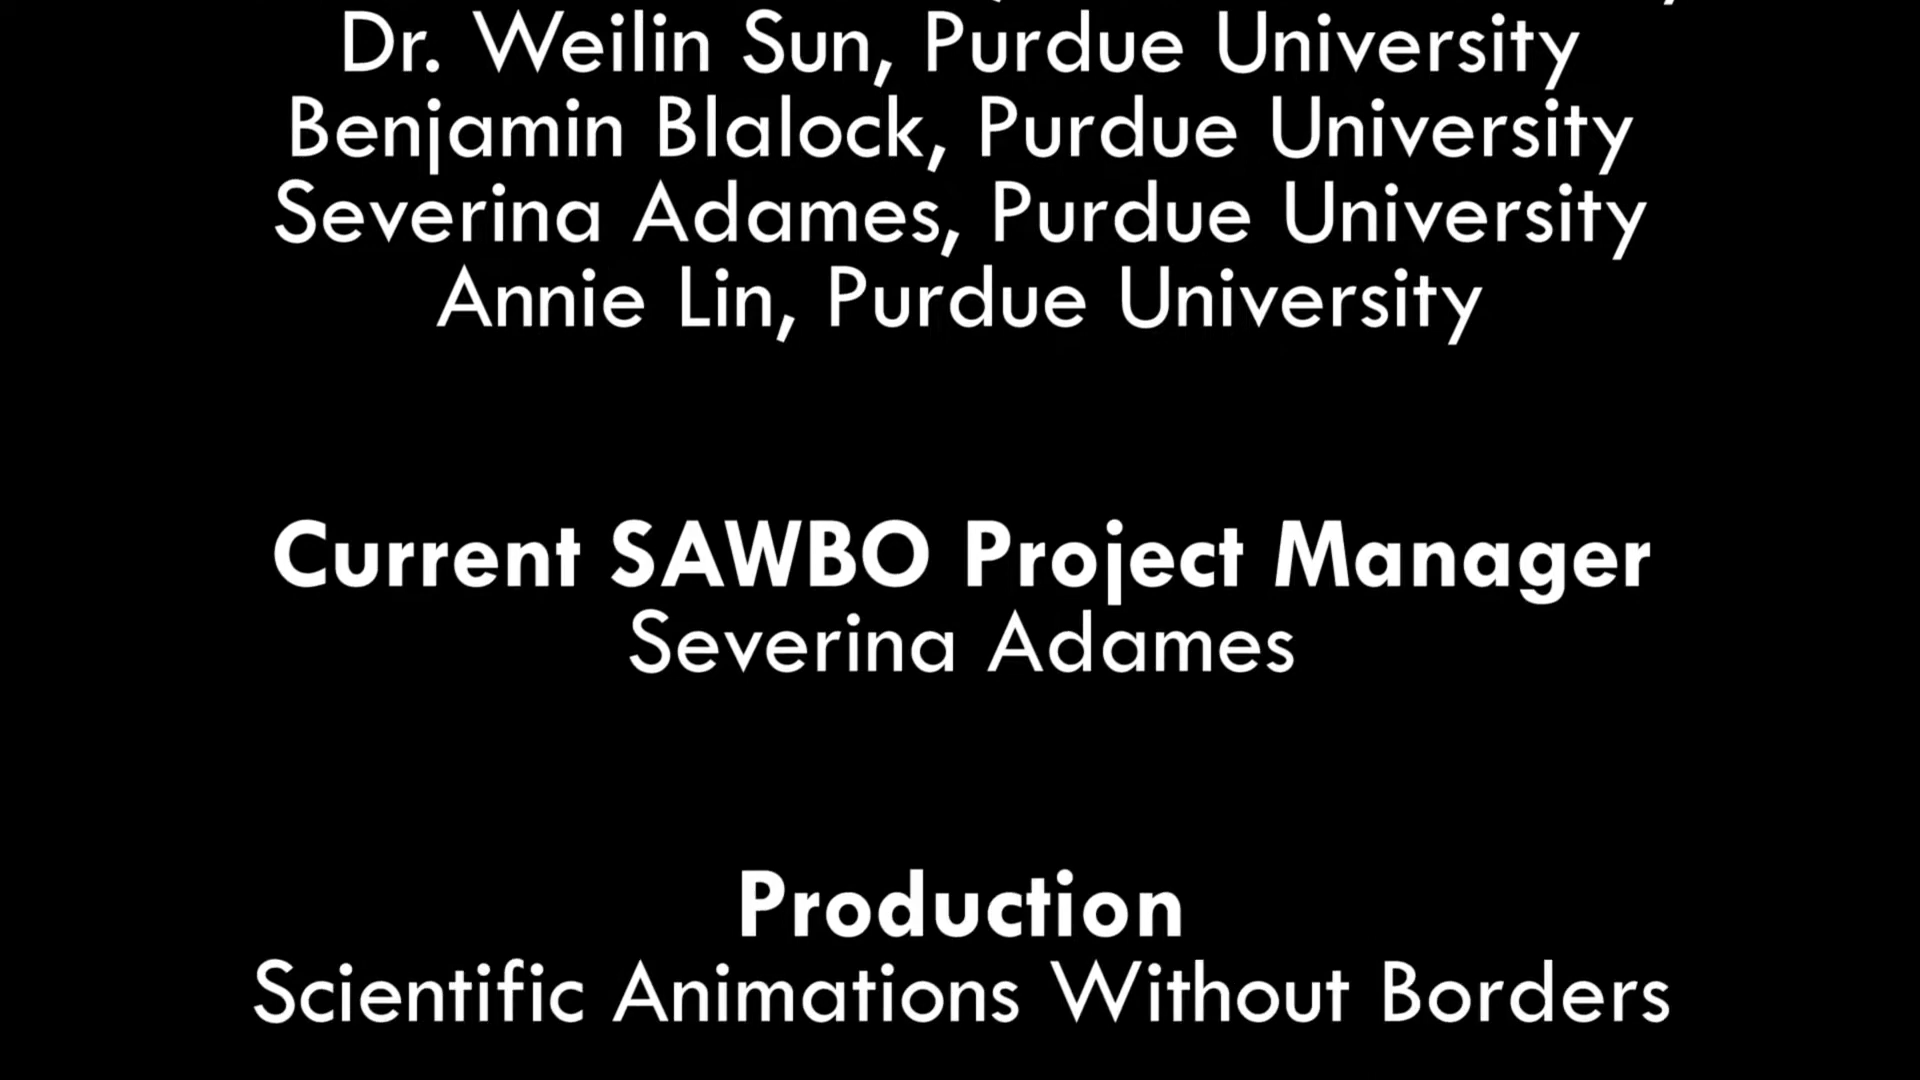 Dr. Weilin Sun, Purdue University
Benjamin Blalock, Purdue University
Severina Adames, Purdue University
Annie Lin, Purdue University
Current SAWBO Project Manager
Severina Adames
Production
Scientific Animations Without Borders